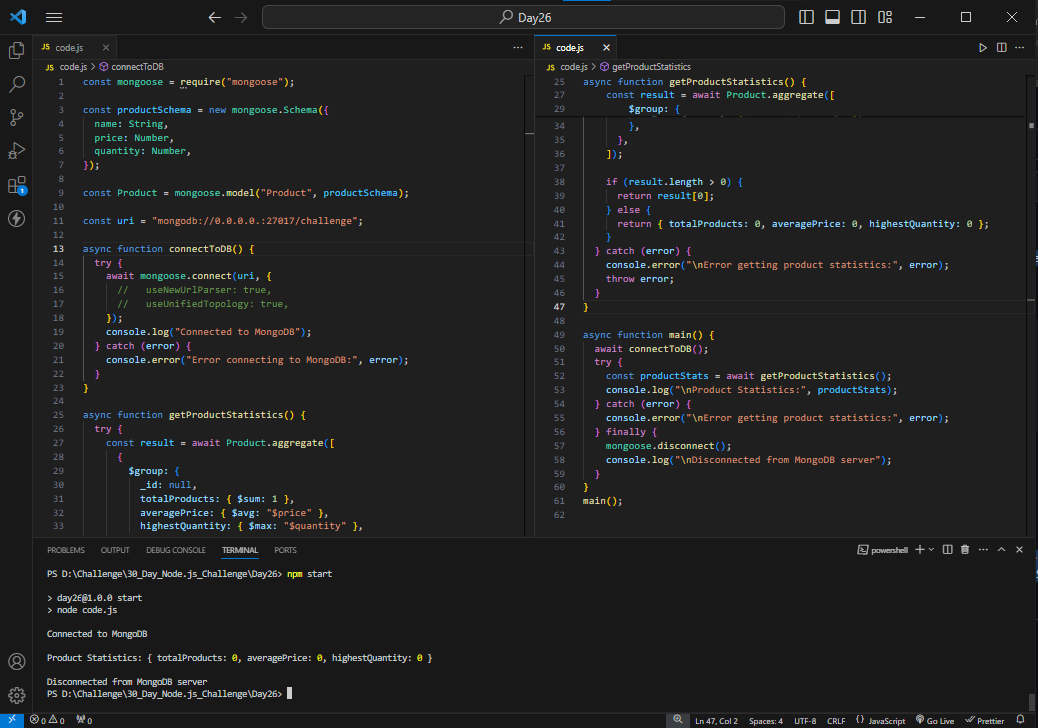 Day26
JS code.js
JS code.js > connectToDB
1 const mongoose = require("mongoose");
2
3 const productSchema = new mongoose.Schema({
4 name: String,
5 price: Number,
6 quantity: Number,
7 });
8
9 const Product = mongoose.model("Product", productSchema);
10
11 const uri = "mongodb://0.0.0.0.:27017/challenge";
12
13 async function connectToDB() {
14 try {
15 await mongoose.connect(uri, {
16 // useNewUrlParser: true,
17 // useUnifiedTopology: true,
18 });
19 console.log("Connected to MongoDB");
20 } catch (error) {
21 console.error("Error connecting to MongoDB:", error);
22 }
23 }
24
25 async function getProductStatistics() {
26 try {
27 const result = await Product.aggregate([
28 {
29 $group: {
30 _id: null,
31 totalProducts: { $sum: 1 },
32 averagePrice: { $avg: "$price" },
33 highestQuantity: { $max: "$quantity" },
JS code.js
JS code.js > getProductStatistics
25 async function getProductStatistics() {
27 const result = await Product.aggregate([
29 $group: {
34 },
35 },
36 ]);
37
38 if (result.length > 0) {
39 return result[0];
40 } else {
41 return { totalProducts: 0, averagePrice: 0, highestQuantity: 0 };
42 }
43 } catch (error) {
44 console.error("\nError getting product statistics:", error);
45 throw error;
46 }
47 }
48
49 async function main() {
50 await connectToDB();
51 try {
52 const productStats = await getProductStatistics();
53 console.log("\nProduct Statistics:", productStats);
54 } catch (error) {
55 console.error("\nError getting product statistics:", error);
56 } finally {
57 mongoose.disconnect();
58 console.log("\nDisconnected from MongoDB server");
59 }
60 }
61 main();
62
1
PROBLEMS OUTPUT DEBUG CONSOLE TERMINAL PORTS
powershell
PS D:\Challenge\30_Day_Node.js_Challenge\Day26> npm start
> day26@1.0.0 start
> node code.js
Connected to MongoDB
Product Statistics: { totalProducts: 0, averagePrice: 0, highestQuantity: 0 }
Disconnected from MongoDB server
PS D:\Challenge\30_Day_Node.js_Challenge\Day26>
0 0 0 Ln 47, Col 2 Spaces: 4 UTF-8 CRLF {} JavaScript Go Live Prettier